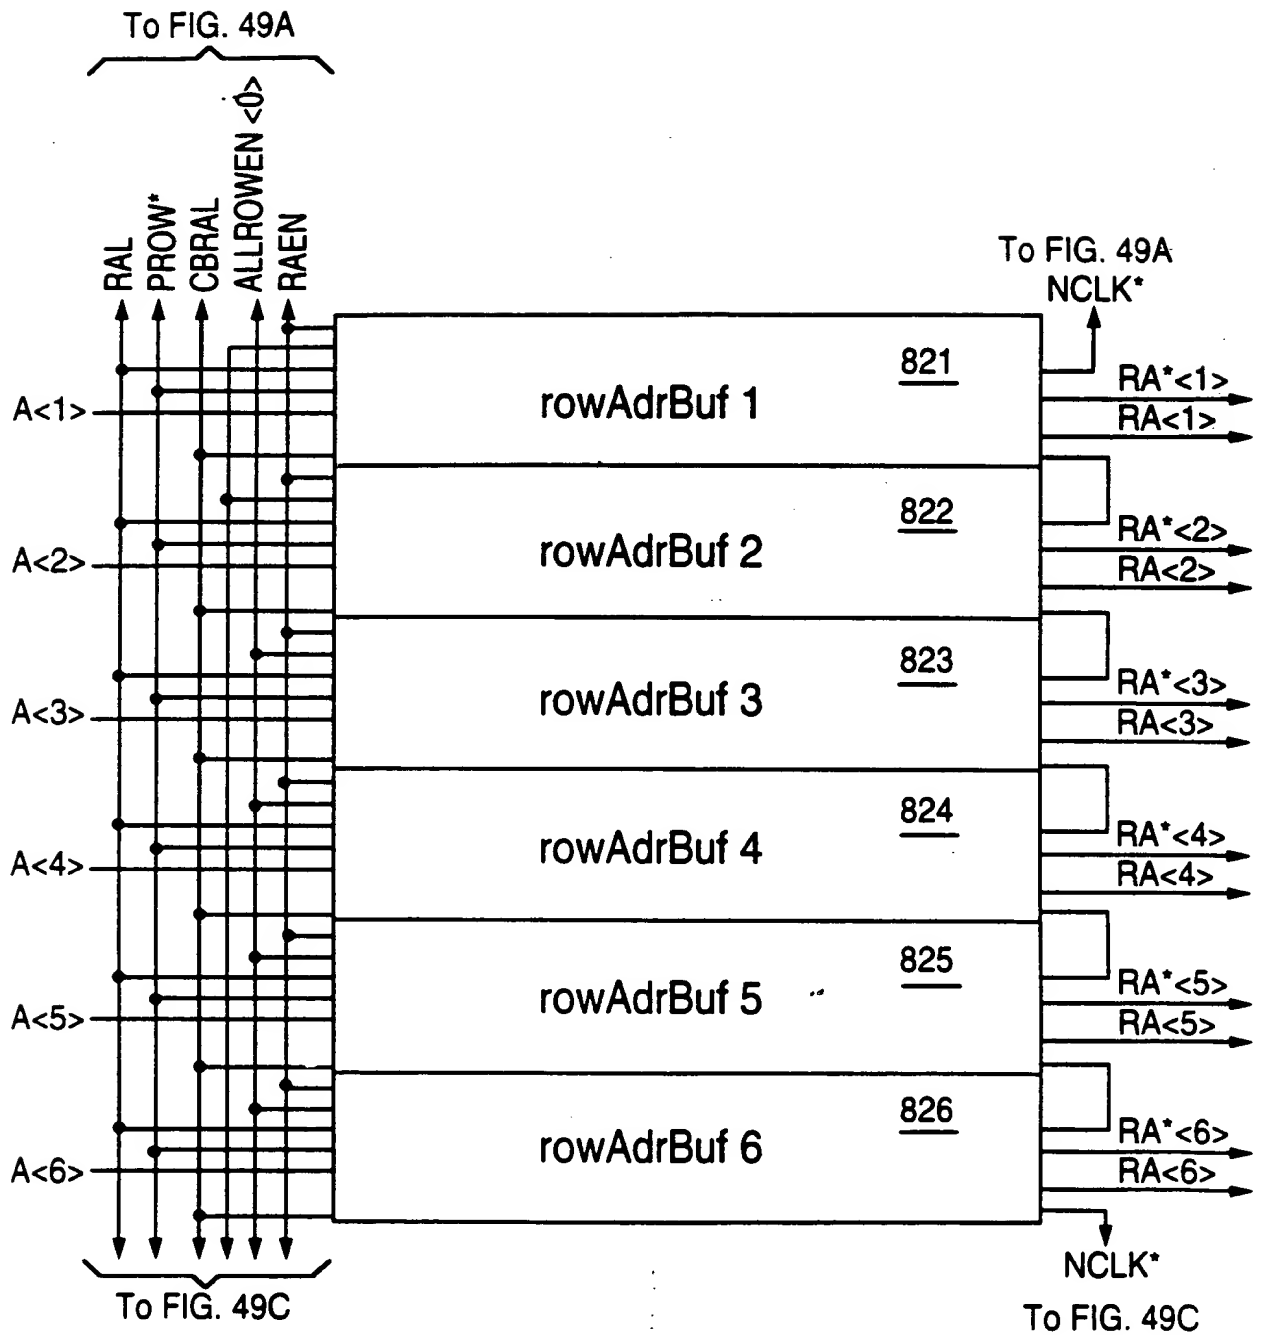 To FIG. 49A
RAL
PROW*
CBRAL
ALLROWEN <0>
RAEN
To FIG. 49A
NCLK*
A<1>
rowAdrBuf 1
821
RA*<1>
RA<1>
A<2>
rowAdrBuf 2
822
RA*<2>
RA<2>
A<3>
rowAdrBuf 3
823
RA*<3>
RA<3>
A<4>
rowAdrBuf 4
824
RA*<4>
RA<4>
A<5>
rowAdrBuf 5
825
RA*<5>
RA<5>
A<6>
rowAdrBuf 6
826
RA*<6>
RA<6>
To FIG. 49C
NCLK*
To FIG. 49C